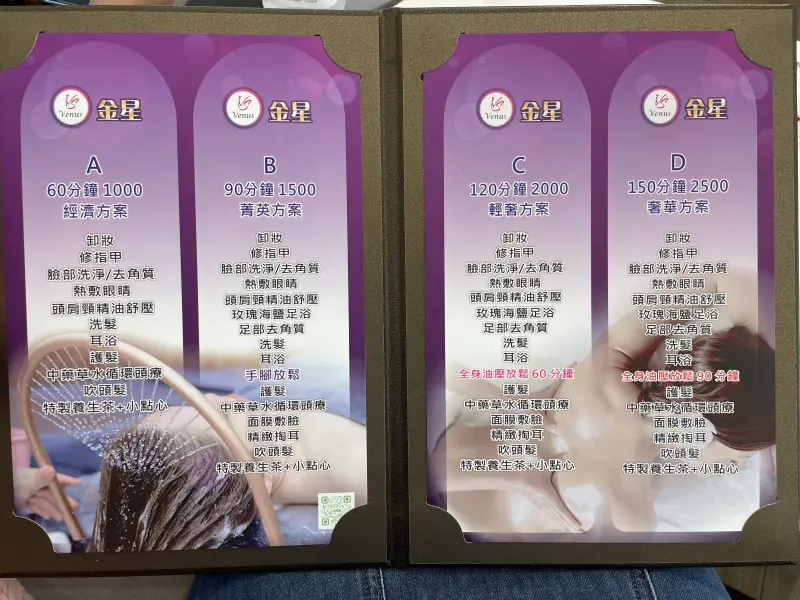 Venus 金星
A
60分鐘 1000
經濟方案
卸妝
修指甲
臉部洗淨/去角質
熱敷眼睛
頭肩頸精油舒壓
洗髮
耳浴
護髮
中藥草水循環頭療
吹頭髮
特製養生茶+小點心
Venus 金星
B
90分鐘 1500
菁英方案
卸妝
修指甲
臉部洗淨/去角質
熱敷眼睛
頭肩頸精油舒壓
玫瑰海鹽足浴
足部去角質
洗髮
耳浴
手腳放鬆
護髮
中藥草水循環頭療
面膜敷臉
精緻掏耳
吹頭髮
特製養生茶+小點心
Venus 金星
C
120分鐘 2000
輕奢方案
卸妝
修指甲
臉部洗淨/去角質
熱敷眼睛
頭肩頸精油舒壓
玫瑰海鹽足浴
足部去角質
洗髮
耳浴
全身油壓放鬆 60 分鐘
護髮
中藥草水循環頭療
面膜敷臉
精緻掏耳
吹頭髮
特製養生茶+小點心
Venus 金星
D
150分鐘 2500
奢華方案
卸妝
修指甲
臉部洗淨/去角質
熱敷眼睛
頭肩頸精油舒壓
玫瑰海鹽足浴
足部去角質
洗髮
耳浴
全身油壓放鬆 90 分鐘
護髮
中藥草水循環頭療
面膜敷臉
精緻掏耳
吹頭髮
特製養生茶+小點心